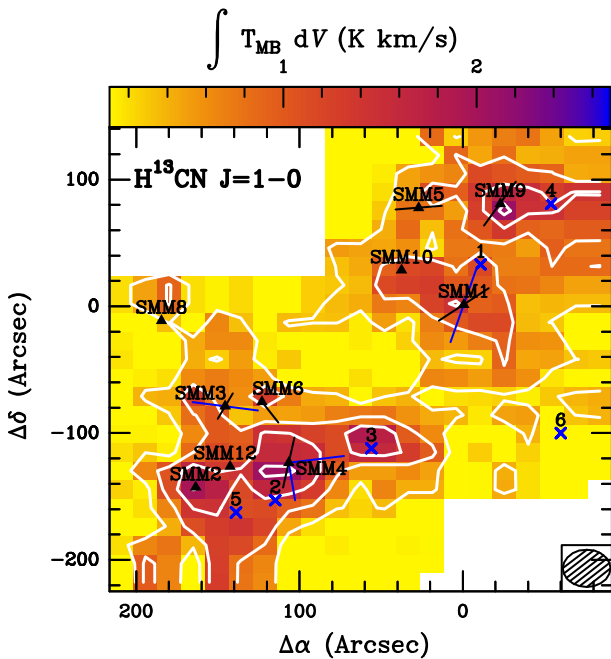 ∫ T_MB dV (K km/s)
1 2
H¹³CN J=1−0
SMM5
SMM9
4
SMM10
1
SMM1
SMM8
SMM3
SMM6
3
6
SMM12
SMM4
SMM2
2
5
100
0
−100
−200
Δδ (Arcsec)
200 100 0
Δα (Arcsec)